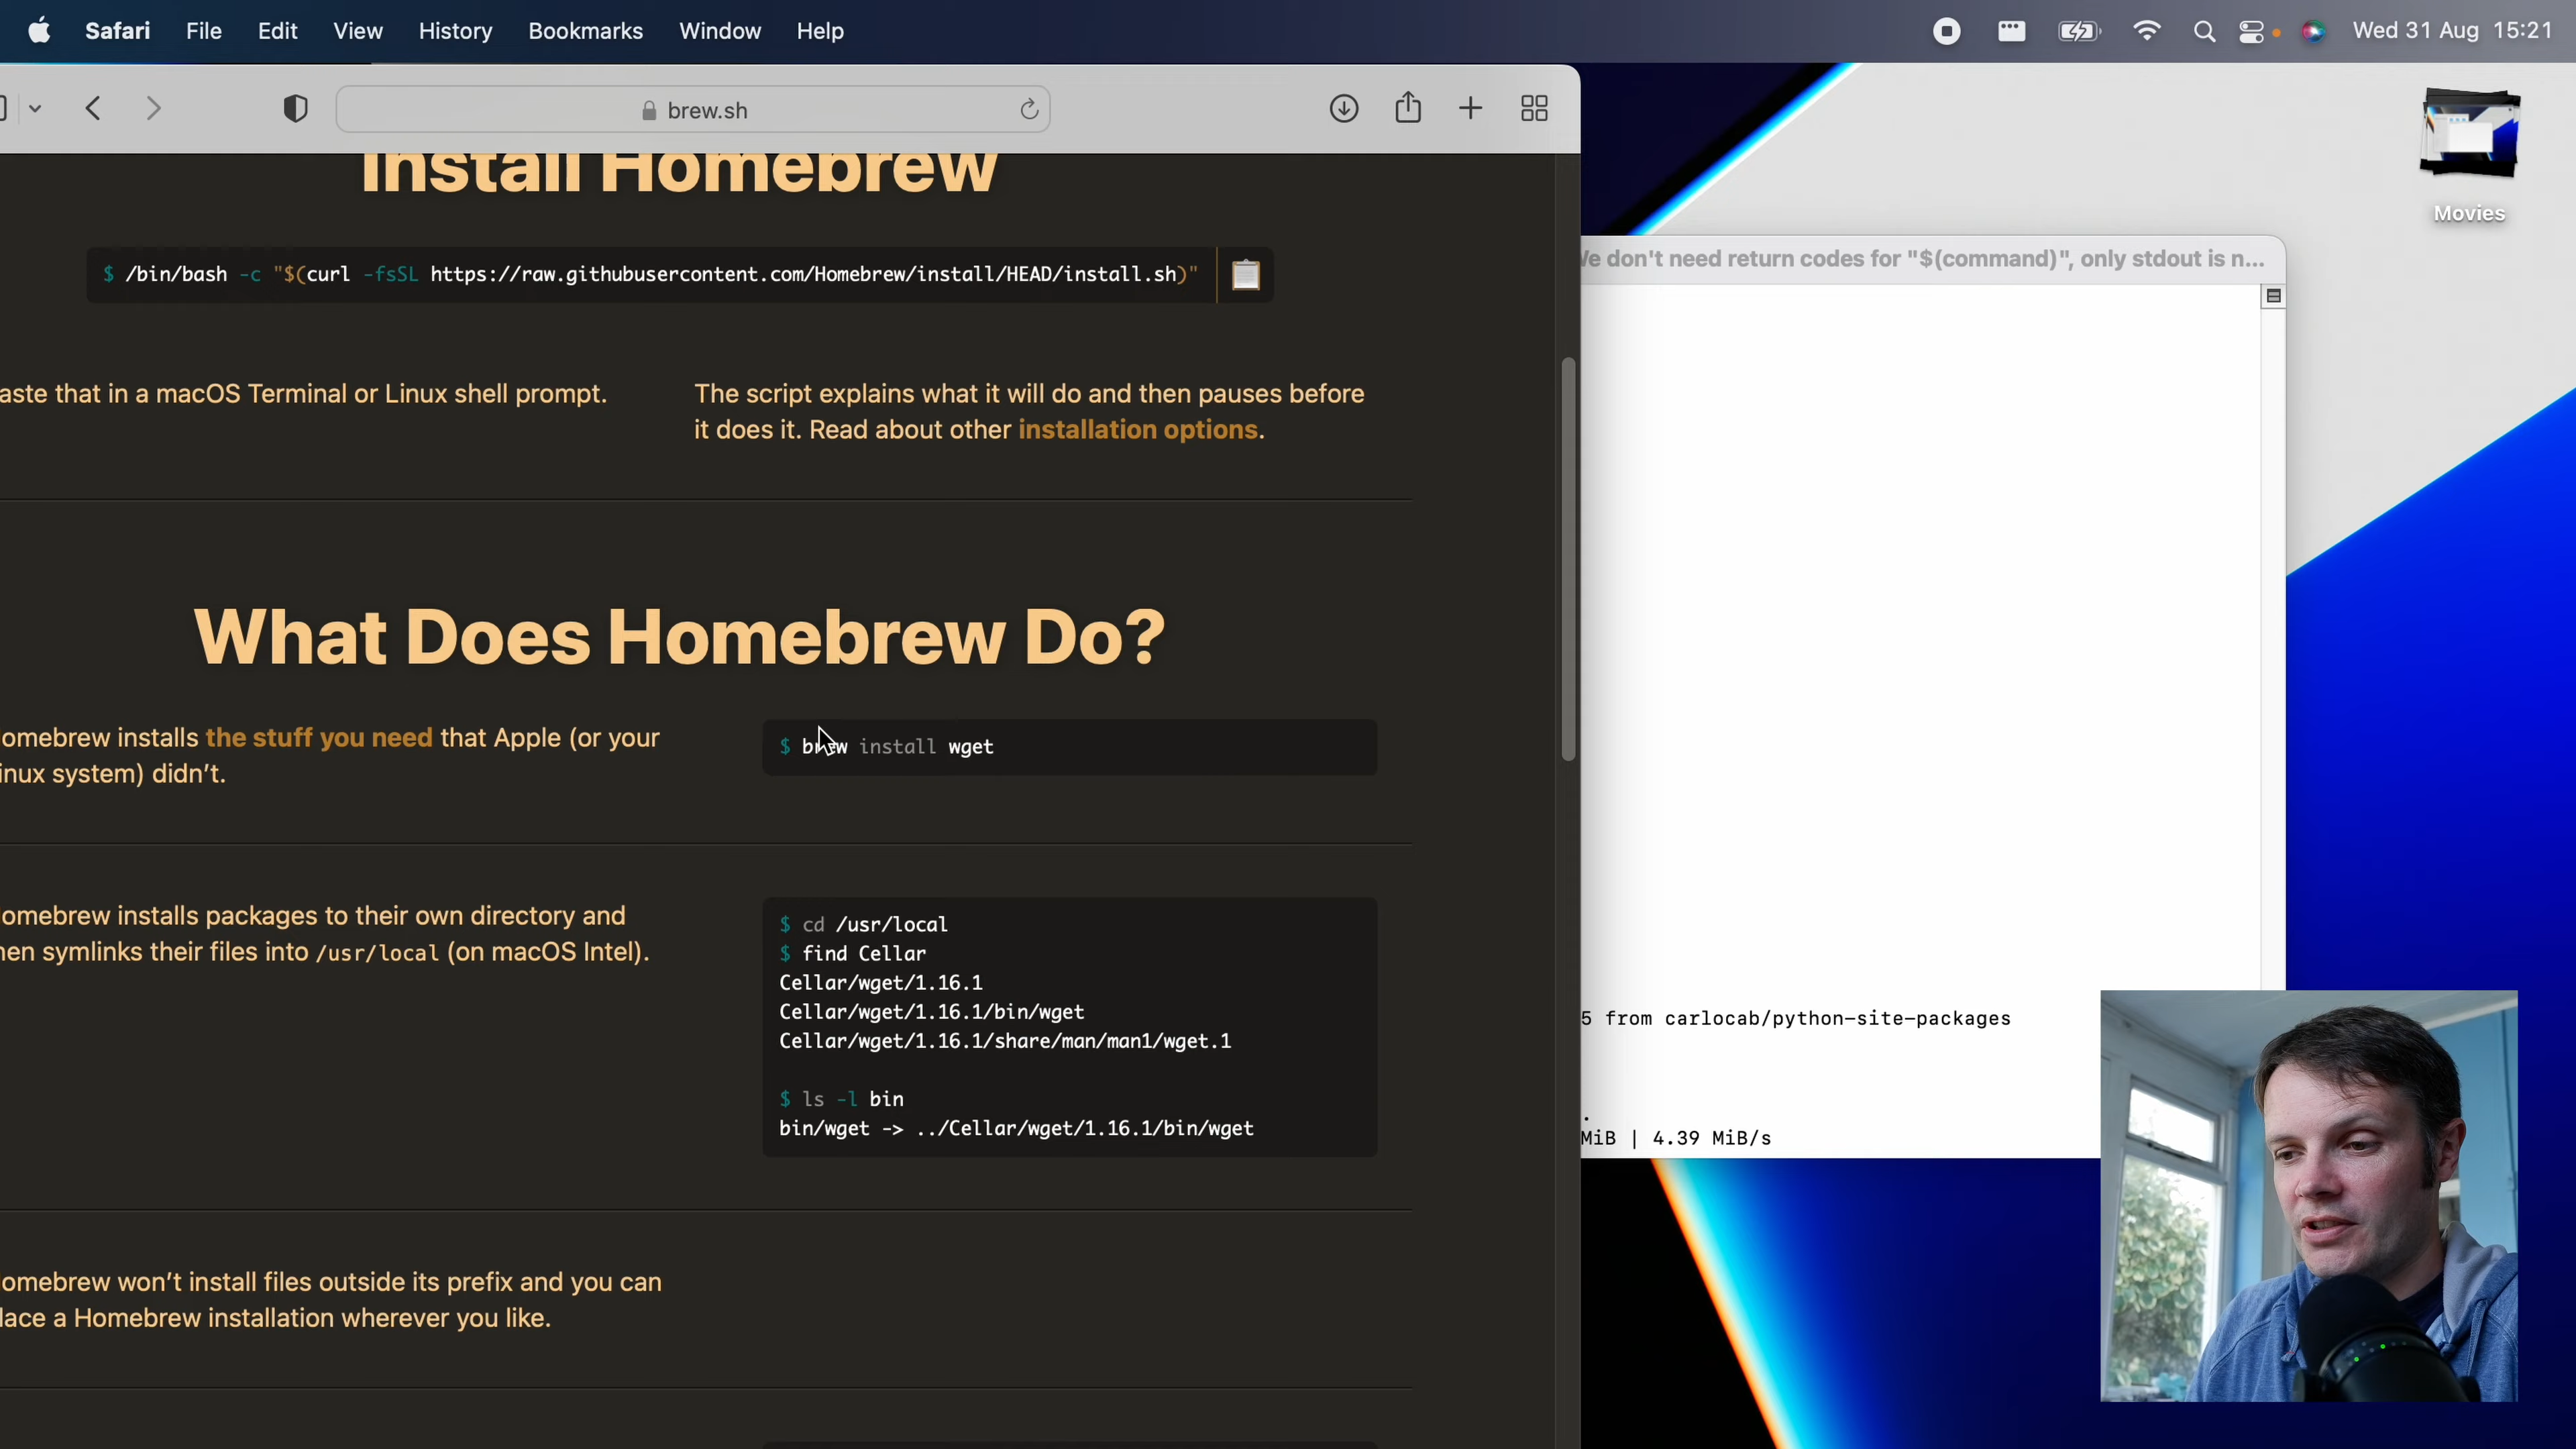 Safari File Edit View History Bookmarks Window Help
Wed 31 Aug 15:21
brew.sh
Install Homebrew
$ /bin/bash -c "$(curl -fsSL https://raw.githubusercontent.com/Homebrew/install/HEAD/install.sh)"
aste that in a macOS Terminal or Linux shell prompt.
The script explains what it will do and then pauses before
it does it. Read about other installation options.
What Does Homebrew Do?
omebrew installs the stuff you need that Apple (or your
inux system) didn't.
$ brew install wget
omebrew installs packages to their own directory and
hen symlinks their files into /usr/local (on macOS Intel).
$ cd /usr/local
$ find Cellar
Cellar/wget/1.16.1
Cellar/wget/1.16.1/bin/wget
Cellar/wget/1.16.1/share/man/man1/wget.1
$ ls -l bin
bin/wget -> ../Cellar/wget/1.16.1/bin/wget
omebrew won't install files outside its prefix and you can
lace a Homebrew installation wherever you like.
Movies
Ve don't need return codes for "$(command)", only stdout is n...
5 from carlocab/python-site-packages
.
MiB | 4.39 MiB/s